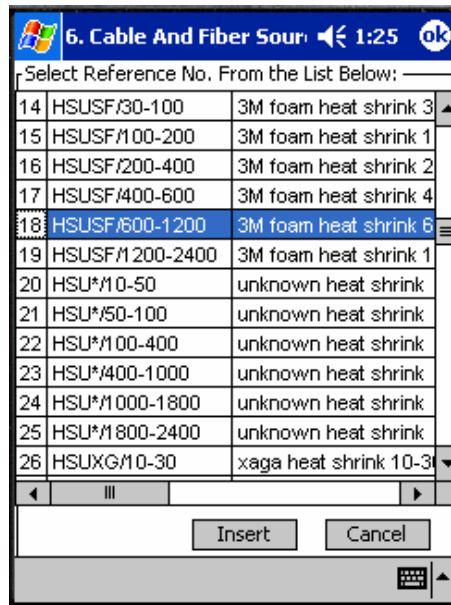 6. Cable And Fiber Sour 1:25 ok
Select Reference No. From the List Below:
14 HSUSF/30-100 3M foam heat shrink 3
15 HSUSF/100-200 3M foam heat shrink 1
16 HSUSF/200-400 3M foam heat shrink 2
17 HSUSF/400-600 3M foam heat shrink 4
18 HSUSF/600-1200 3M foam heat shrink 6
19 HSUSF/1200-2400 3M foam heat shrink 1
20 HSU*/10-50 unknown heat shrink
21 HSU*/50-100 unknown heat shrink
22 HSU*/100-400 unknown heat shrink
23 HSU*/400-1000 unknown heat shrink
24 HSU*/1000-1800 unknown heat shrink
25 HSU*/1800-2400 unknown heat shrink
26 HSUXG/10-30 xaga heat shrink 10-3
Insert Cancel